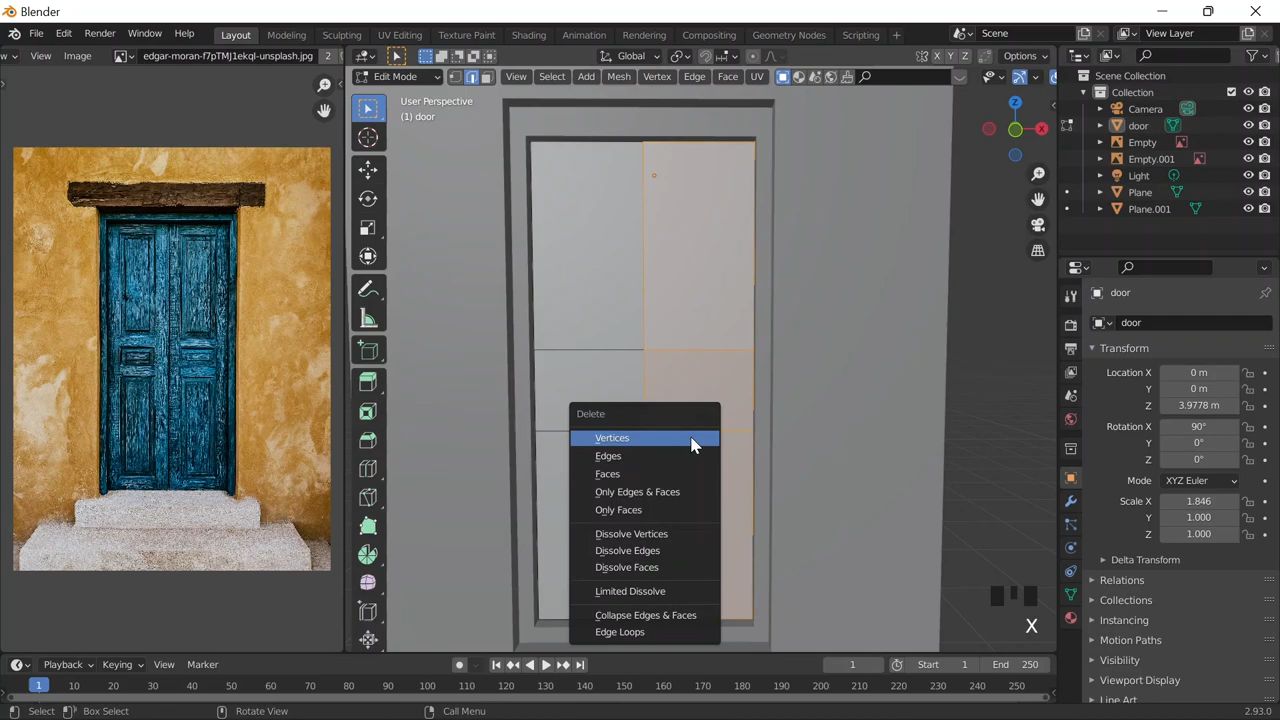 Blender
File Edit Render Window Help
Layout Modeling Sculpting UV Editing Texture Paint Shading Animation Rendering Compositing Geometry Nodes Scripting +
Scene
View Layer
View Image
edgar-moran-f7pTMJ1ekqI-unsplash.jpg 2
Global
X Y Z
Options
Edit Mode
View Select Add Mesh Vertex Edge Face UV
User Perspective
(1) door
Z
X
Scene Collection
Collection
Camera
door
Empty
Empty.001
Light
Plane
Plane.001
door
door
Transform
Location X 0 m
Y 0 m
Z 3.9778 m
Rotation X 90°
Y 0°
Z 0°
Mode XYZ Euler
Scale X 1.846
Y 1.000
Z 1.000
Delta Transform
Relations
Collections
Instancing
Motion Paths
Visibility
Viewport Display
Line Art
Delete
Vertices
Edges
Faces
Only Edges & Faces
Only Faces
Dissolve Vertices
Dissolve Edges
Dissolve Faces
Limited Dissolve
Collapse Edges & Faces
Edge Loops
X
Playback Keying View Marker
1
Start 1
End 250
1 10 20 30 40 50 60 70 80 90 100 110 120 130 140 150 160 170 180 190 200 210 220 230 240 250
Select Box Select Rotate View Call Menu
2.93.0